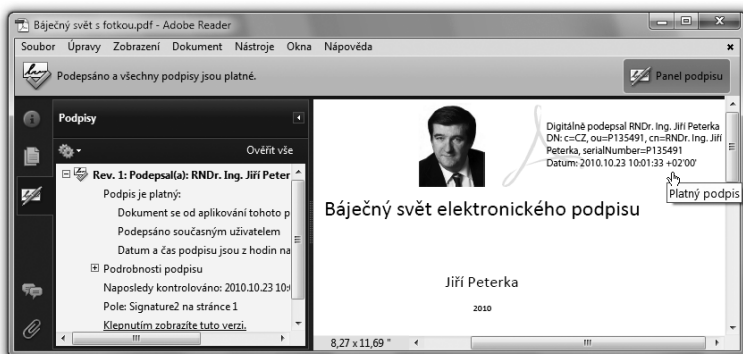 Báječný svět s fotkou.pdf - Adobe Reader
Soubor Úpravy Zobrazení Dokument Nástroje Okna Nápověda
Podepsáno a všechny podpisy jsou platné.
Panel podpisu
Podpisy
Ověřit vše
Rev. 1: Podepsal(a): RNDr. Ing. Jiří Peter
Podpis je platný:
Dokument se od aplikování tohoto p
Podepsáno současným uživatelem
Datum a čas podpisu jsou z hodin na
Podrobnosti podpisu
Naposledy kontrolováno: 2010.10.23 10:
Pole: Signature2 na stránce 1
Klepnutím zobrazíte tuto verzi.
Digitálně podepsal RNDr. Ing. Jiří Peterka
DN: c=CZ, ou=P135491, cn=RNDr. Ing. Jiří
Peterka, serialNumber=P135491
Datum: 2010.10.23 10:01:33 +02'00'
Platný podpis
Báječný svět elektronického podpisu
Jiří Peterka
2010
8,27 x 11,69 "